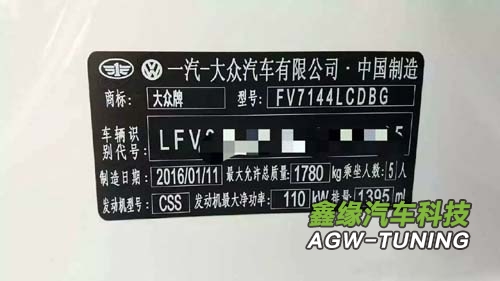 一汽-大众汽车有限公司·中国制造
商标: 大众牌 型号: FV7144LCDBG
车辆识别代号: LFV
制造日期 2016/01/11 最大允许总质量: 1780 kg 乘坐人数: 5 人
发动机型号 CSS 发动机最大净功率: 110 kW 排量: 1395 ml
鑫缘汽车科技
AGW-TUNING